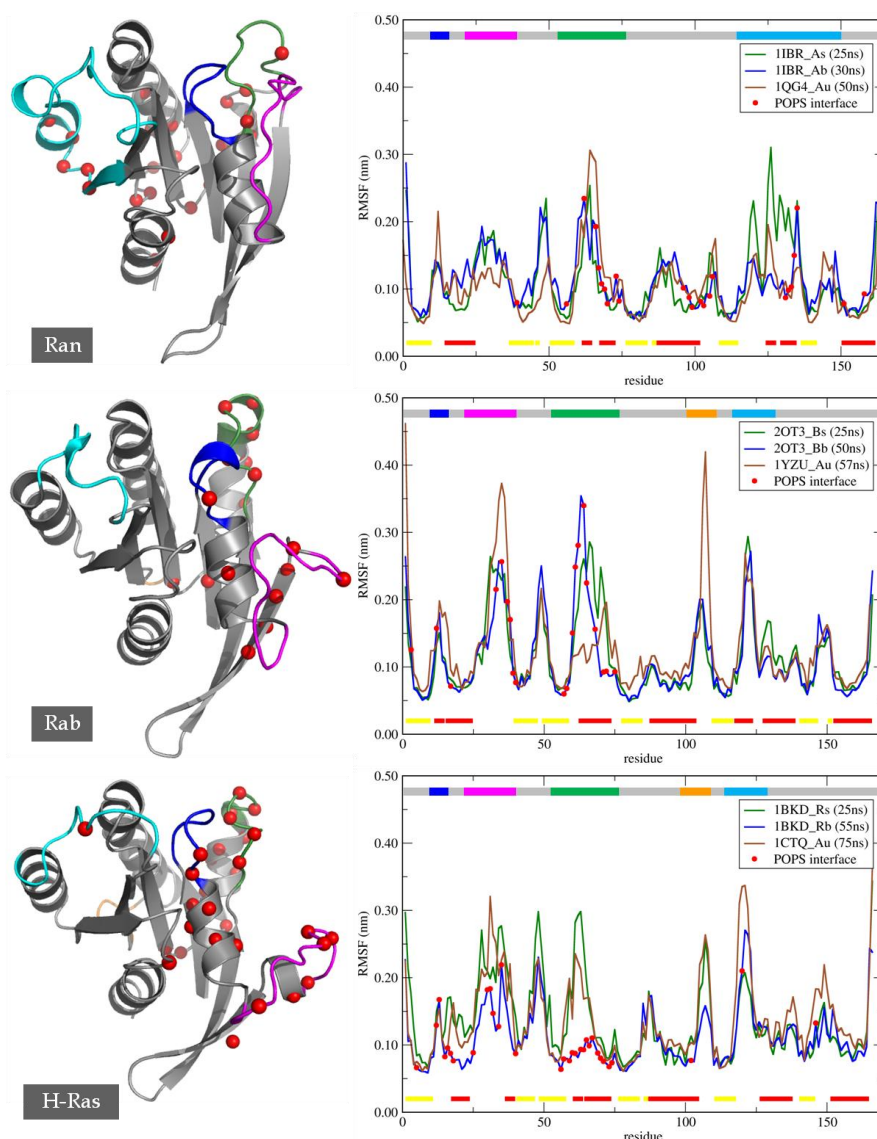 Ran
0.50
0.40
0.30
0.20
0.10
0.00
RMSF (nm)
1IBR_As (25ns)
1IBR_Ab (30ns)
1QG4_Au (50ns)
POPS interface
0 50 100 150
residue
Rab
0.50
0.40
0.30
0.20
0.10
0.00
RMSF (nm)
2OT3_Bs (25ns)
2OT3_Bb (50ns)
1YZU_Au (57ns)
POPS interface
0 50 100 150
residue
H-Ras
0.50
0.40
0.30
0.20
0.10
0.00
RMSF (nm)
1BKD_Rs (25ns)
1BKD_Rb (55ns)
1CTQ_Au (75ns)
POPS interface
0 50 100 150
residue